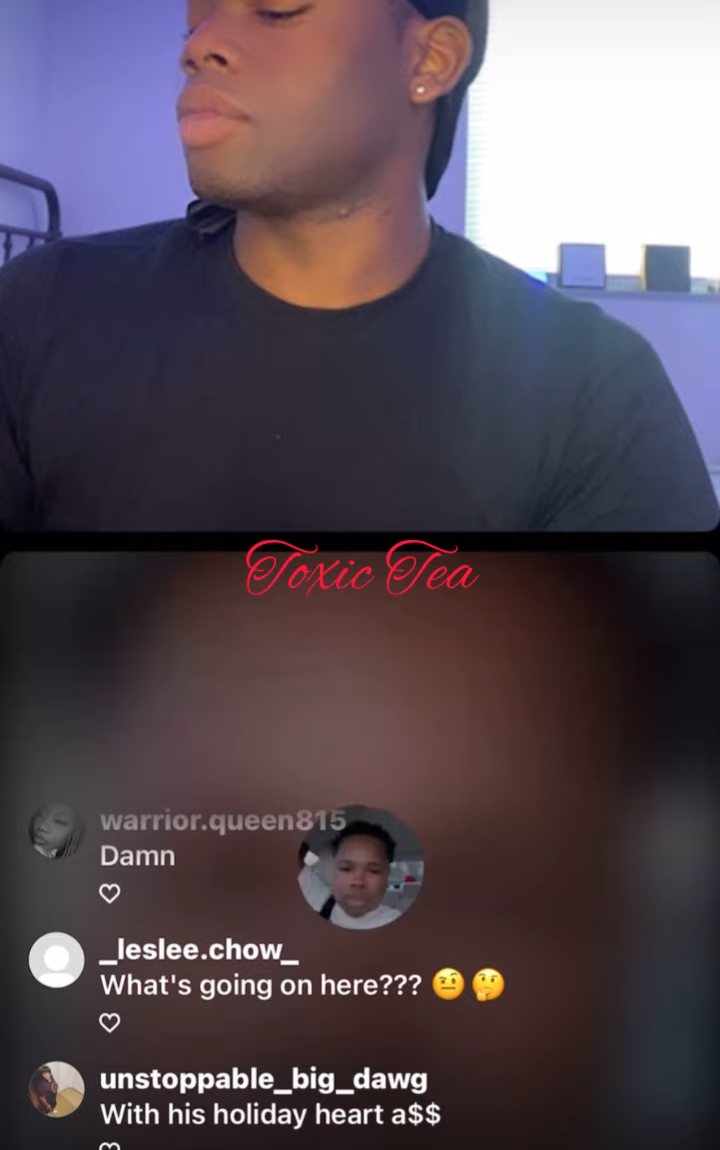 Toxic Tea
warrior.queen815
Damn
_leslee.chow_
What's going on here??? 🤨 🤔
unstoppable_big_dawg
With his holiday heart a$$